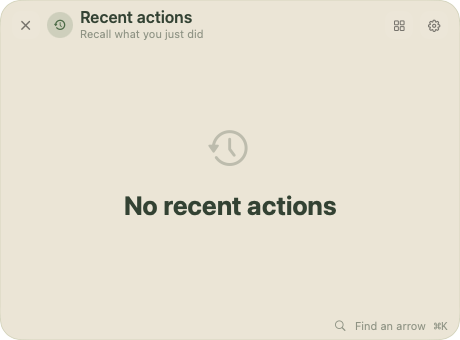 Recent actions
Recall what you just did
No recent actions
Find an arrow ⌘K